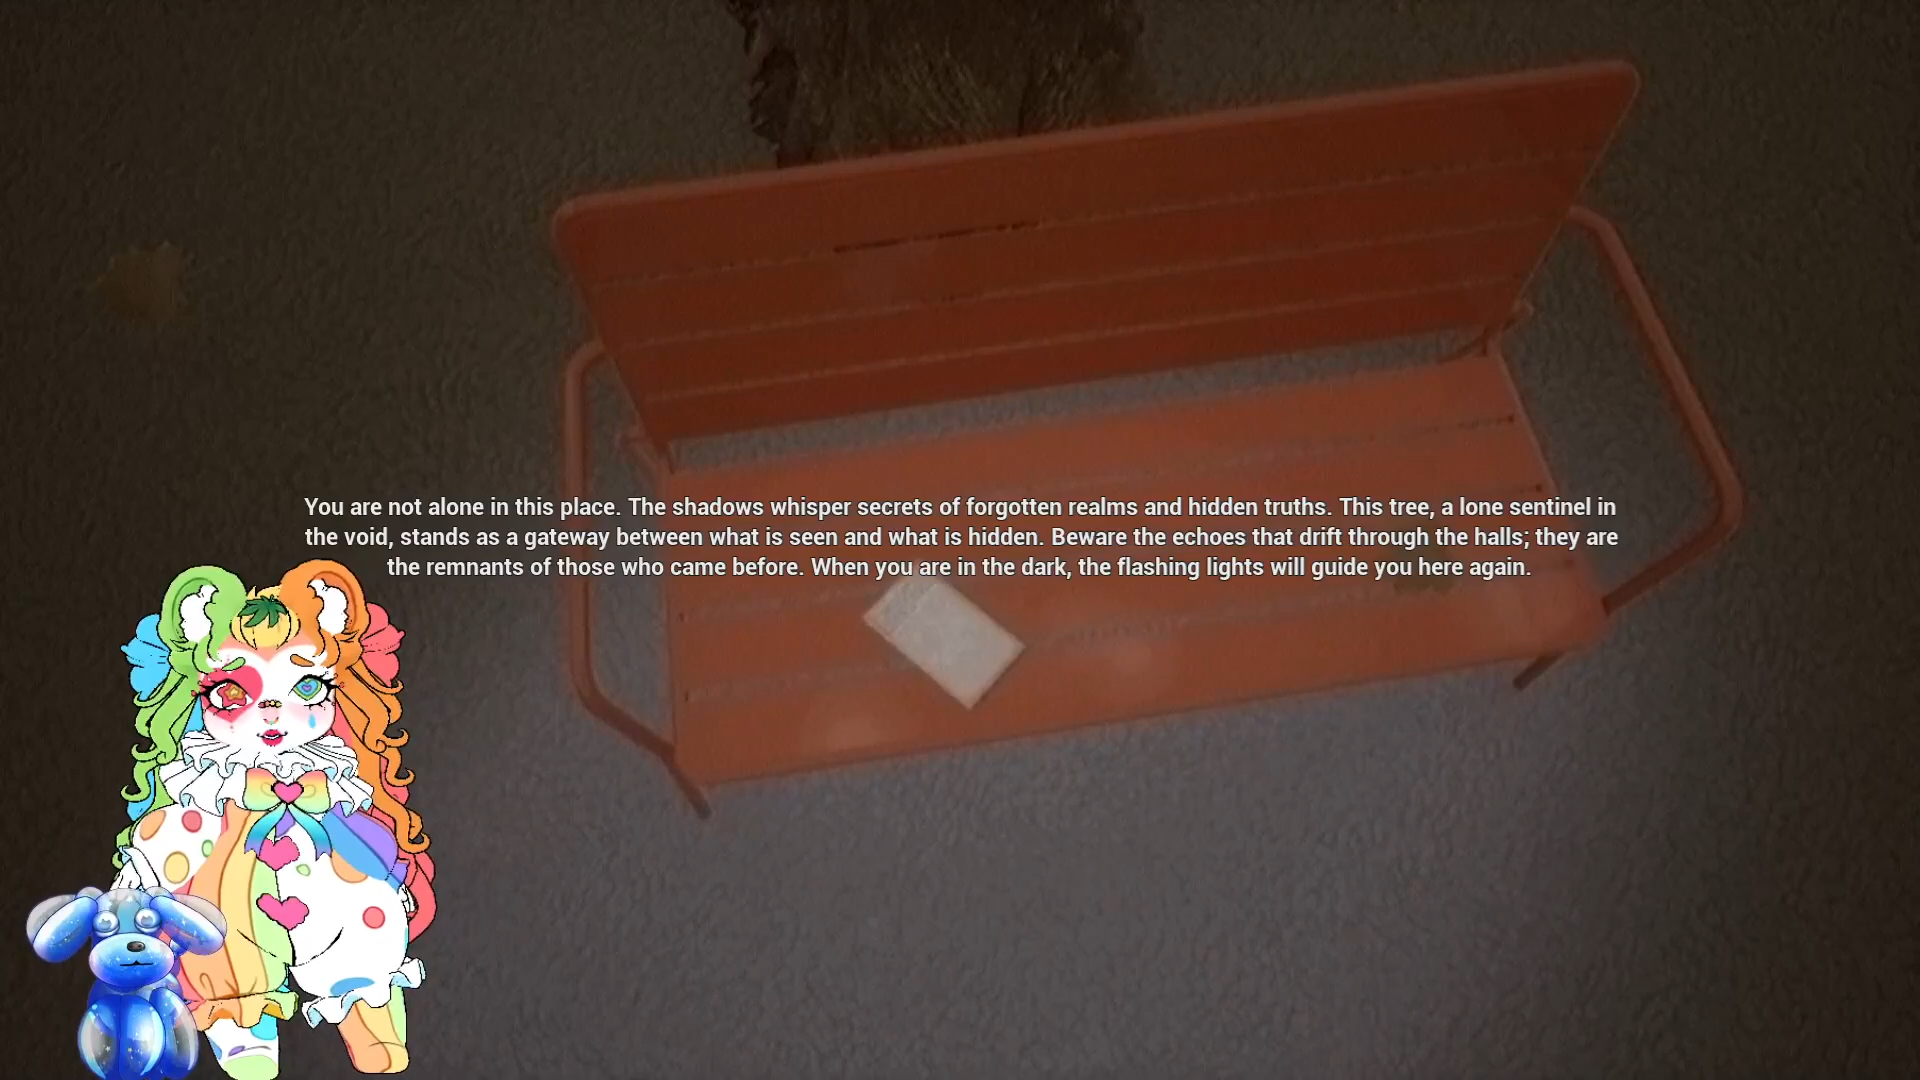 You are not alone in this place. The shadows whisper secrets of forgotten realms and hidden truths. This tree, a lone sentinel in
the void, stands as a gateway between what is seen and what is hidden. Beware the echoes that drift through the halls; they are
the remnants of those who came before. When you are in the dark, the flashing lights will guide you here again.